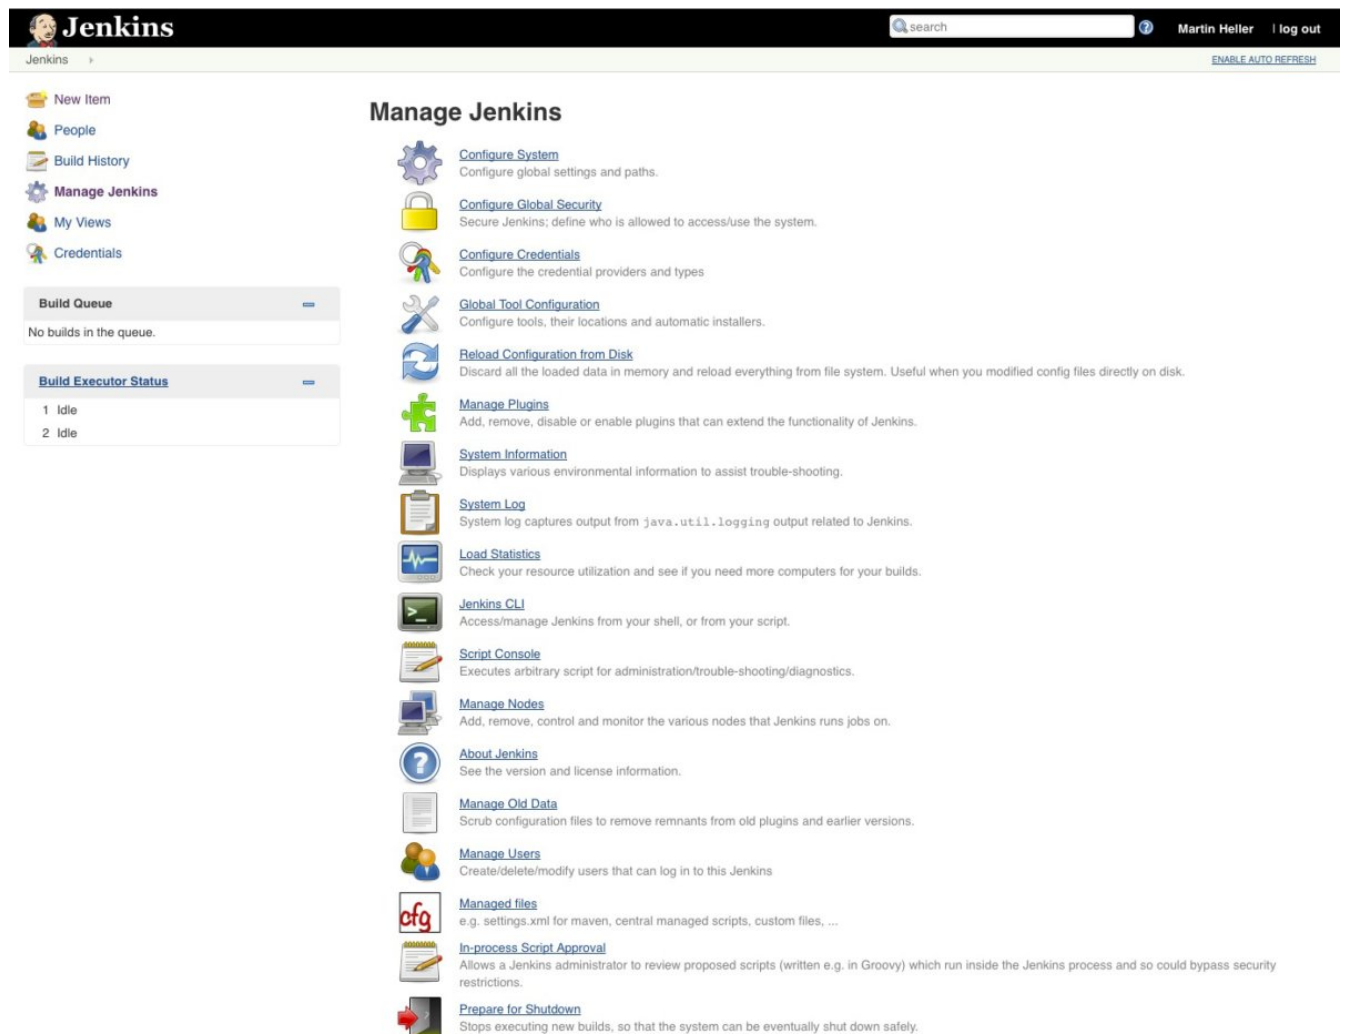 Jenkins
search
Martin Heller | log out
Jenkins
ENABLE AUTO REFRESH
New Item
People
Build History
Manage Jenkins
My Views
Credentials
Build Queue
No builds in the queue.
Build Executor Status
1 Idle
2 Idle
Manage Jenkins
Configure System
Configure global settings and paths.
Configure Global Security
Secure Jenkins; define who is allowed to access/use the system.
Configure Credentials
Configure the credential providers and types
Global Tool Configuration
Configure tools, their locations and automatic installers.
Reload Configuration from Disk
Discard all the loaded data in memory and reload everything from file system. Useful when you modified config files directly on disk.
Manage Plugins
Add, remove, disable or enable plugins that can extend the functionality of Jenkins.
System Information
Displays various environmental information to assist trouble-shooting.
System Log
System log captures output from java.util.logging output related to Jenkins.
Load Statistics
Check your resource utilization and see if you need more computers for your builds.
Jenkins CLI
Access/manage Jenkins from your shell, or from your script.
Script Console
Executes arbitrary script for administration/trouble-shooting/diagnostics.
Manage Nodes
Add, remove, control and monitor the various nodes that Jenkins runs jobs on.
About Jenkins
See the version and license information.
Manage Old Data
Scrub configuration files to remove remnants from old plugins and earlier versions.
Manage Users
Create/delete/modify users that can log in to this Jenkins
cfg
Managed files
e.g. settings.xml for maven, central managed scripts, custom files, ...
In-process Script Approval
Allows a Jenkins administrator to review proposed scripts (written e.g. in Groovy) which run inside the Jenkins process and so could bypass security
restrictions.
Prepare for Shutdown
Stops executing new builds, so that the system can be eventually shut down safely.